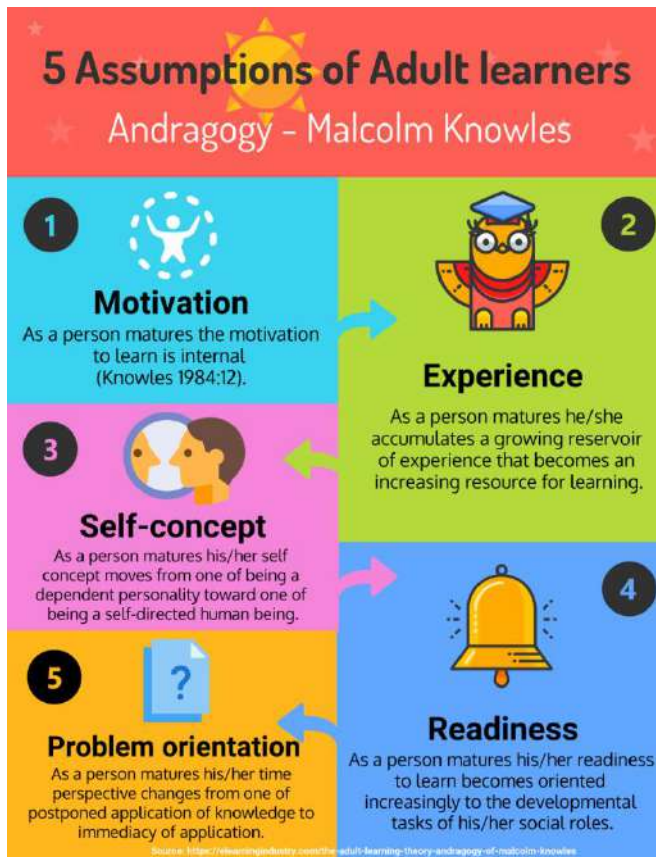 5 Assumptions of Adult learners
Andragogy - Malcolm Knowles
1
Motivation
As a person matures the motivation
to learn is internal
(Knowles 1984:12).
2
Experience
As a person matures he/she
accumulates a growing reservoir
of experience that becomes an
increasing resource for learning.
3
Self-concept
As a person matures his/her self
concept moves from one of being a
dependent personality toward one of
being a self-directed human being.
4
Readiness
As a person matures his/her readiness
to learn becomes oriented
increasingly to the developmental
tasks of his/her social roles.
5
?
Problem orientation
As a person matures his/her time
perspective changes from one of
postponed application of knowledge to
immediacy of application.
Source: https://elearningindustry.com/the-adult-learning-theory-andragogy-of-malcolm-knowles